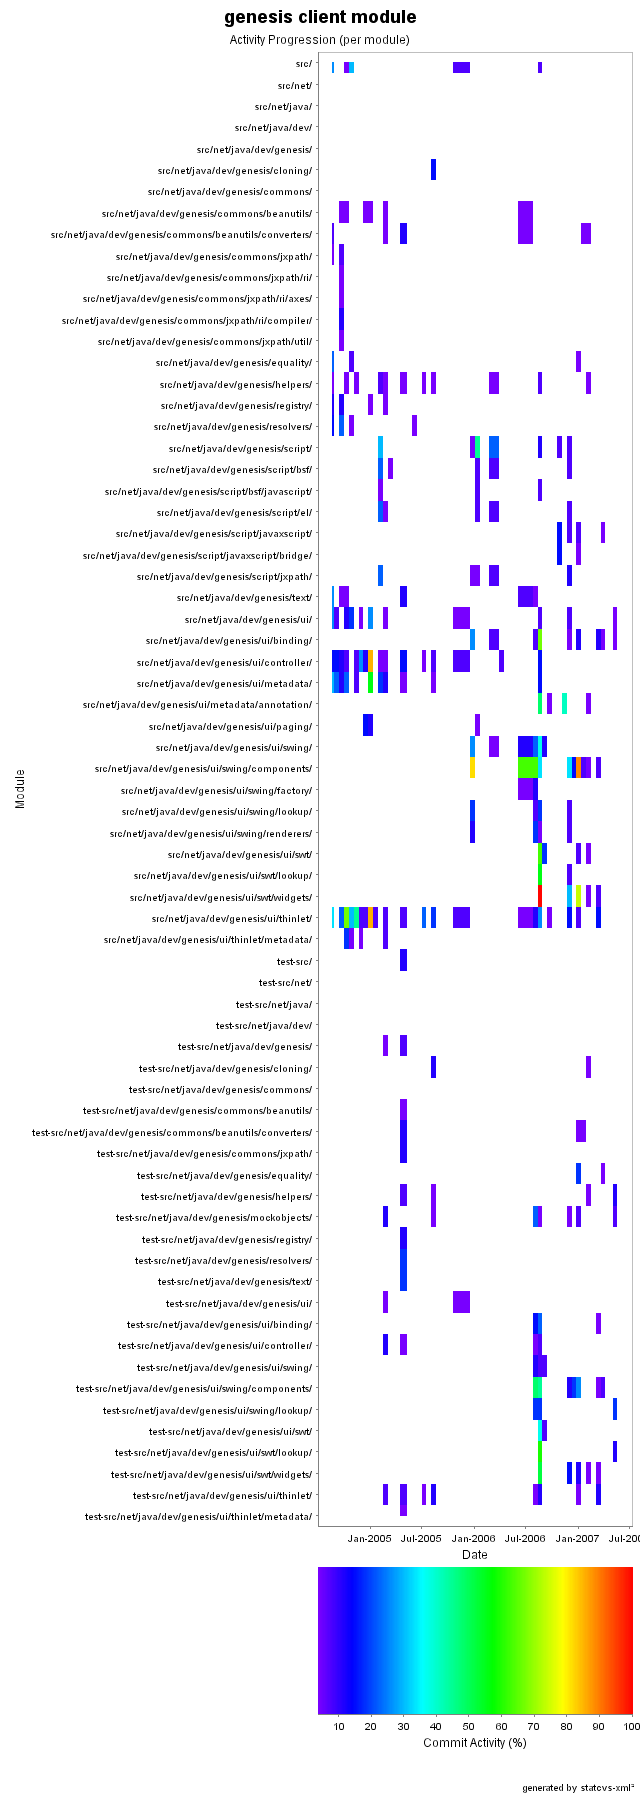 genesis client module
Activity Progression (per module)
src/
src/net/
src/net/java/
src/net/java/dev/
src/net/java/dev/genesis/
src/net/java/dev/genesis/cloning/
src/net/java/dev/genesis/commons/
src/net/java/dev/genesis/commons/beanutils/
src/net/java/dev/genesis/commons/beanutils/converters/
src/net/java/dev/genesis/commons/jxpath/
src/net/java/dev/genesis/commons/jxpath/ri/
src/net/java/dev/genesis/commons/jxpath/ri/axes/
src/net/java/dev/genesis/commons/jxpath/ri/compiler/
src/net/java/dev/genesis/commons/jxpath/util/
src/net/java/dev/genesis/equality/
src/net/java/dev/genesis/helpers/
src/net/java/dev/genesis/registry/
src/net/java/dev/genesis/resolvers/
src/net/java/dev/genesis/script/
src/net/java/dev/genesis/script/bsf/
src/net/java/dev/genesis/script/bsf/javascript/
src/net/java/dev/genesis/script/el/
src/net/java/dev/genesis/script/javaxscript/
src/net/java/dev/genesis/script/javaxscript/bridge/
src/net/java/dev/genesis/script/jxpath/
src/net/java/dev/genesis/text/
src/net/java/dev/genesis/ui/
src/net/java/dev/genesis/ui/binding/
src/net/java/dev/genesis/ui/controller/
src/net/java/dev/genesis/ui/metadata/
src/net/java/dev/genesis/ui/metadata/annotation/
src/net/java/dev/genesis/ui/paging/
src/net/java/dev/genesis/ui/swing/
src/net/java/dev/genesis/ui/swing/components/
src/net/java/dev/genesis/ui/swing/factory/
src/net/java/dev/genesis/ui/swing/lookup/
src/net/java/dev/genesis/ui/swing/renderers/
src/net/java/dev/genesis/ui/swt/
src/net/java/dev/genesis/ui/swt/lookup/
src/net/java/dev/genesis/ui/swt/widgets/
src/net/java/dev/genesis/ui/thinlet/
src/net/java/dev/genesis/ui/thinlet/metadata/
test-src/
test-src/net/
test-src/net/java/
test-src/net/java/dev/
test-src/net/java/dev/genesis/
test-src/net/java/dev/genesis/cloning/
test-src/net/java/dev/genesis/commons/
test-src/net/java/dev/genesis/commons/beanutils/
test-src/net/java/dev/genesis/commons/beanutils/converters/
test-src/net/java/dev/genesis/commons/jxpath/
test-src/net/java/dev/genesis/equality/
test-src/net/java/dev/genesis/helpers/
test-src/net/java/dev/genesis/mockobjects/
test-src/net/java/dev/genesis/registry/
test-src/net/java/dev/genesis/resolvers/
test-src/net/java/dev/genesis/text/
test-src/net/java/dev/genesis/ui/
test-src/net/java/dev/genesis/ui/binding/
test-src/net/java/dev/genesis/ui/controller/
test-src/net/java/dev/genesis/ui/swing/
test-src/net/java/dev/genesis/ui/swing/components/
test-src/net/java/dev/genesis/ui/swing/lookup/
test-src/net/java/dev/genesis/ui/swt/
test-src/net/java/dev/genesis/ui/swt/lookup/
test-src/net/java/dev/genesis/ui/swt/widgets/
test-src/net/java/dev/genesis/ui/thinlet/
test-src/net/java/dev/genesis/ui/thinlet/metadata/
Module
Jan-2005 Jul-2005 Jan-2006 Jul-2006 Jan-2007 Jul-200
Date
10 20 30 40 50 60 70 80 90 100
Commit Activity (%)
generated by statcvs-xml²